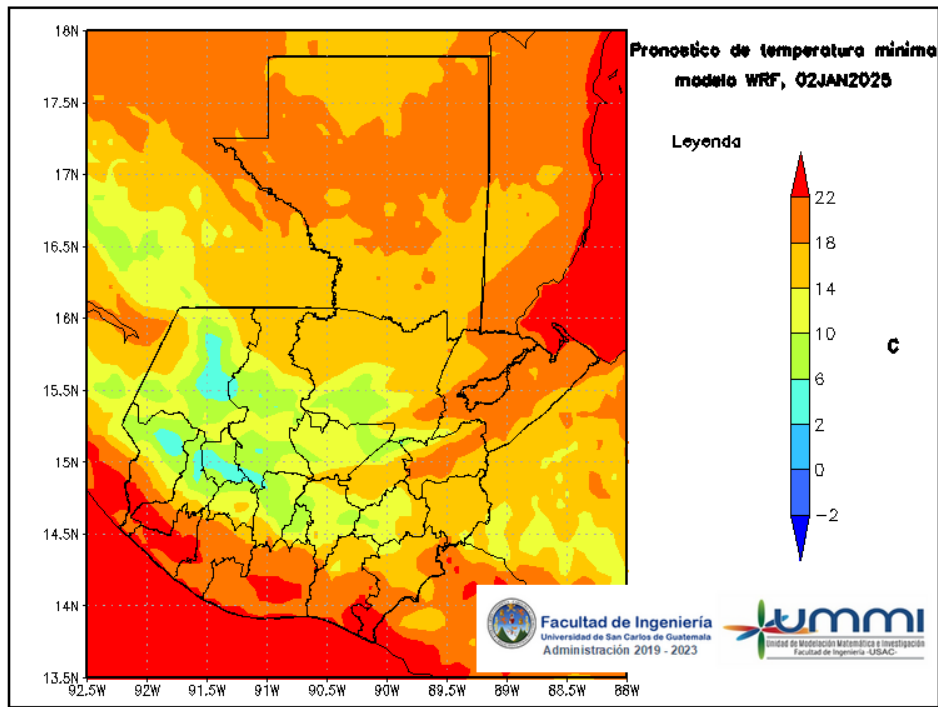 Pronostico de temperatura minima
modelo WRF, 02JAN2025
Leyenda
22
18
14
10
6
2
0
−2
C
18N
17.5N
17N
16.5N
16N
15.5N
15N
14.5N
14N
13.5N
92.5W 92W 91.5W 91W 90.5W 90W 89.5W 89W 88.5W 88W
Facultad de Ingeniería
Universidad de San Carlos de Guatemala
Administración 2019 - 2023
ummi
Unidad de Modelación Matemática e Investigación
Facultad de Ingeniería -USAC-